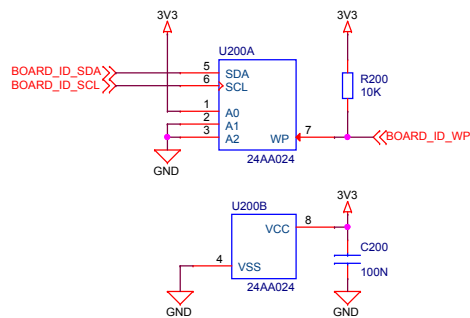 3V3
3V3
U200A
BOARD_ID_SDA
5
SDA
BOARD_ID_SCL
6
SCL
R200
10K
1
A0
2
A1
3
A2
WP
7
BOARD_ID_WP
24AA024
GND
3V3
U200B
VCC
8
C200
100N
4
VSS
24AA024
GND
GND